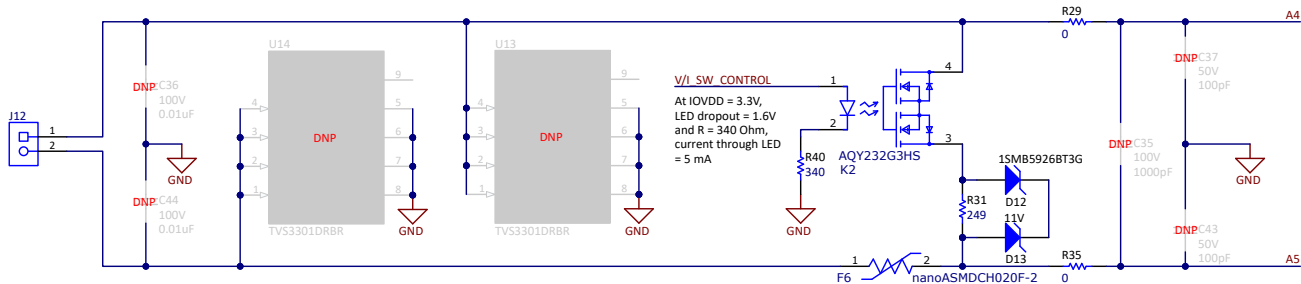 R29
0
A4
U14
U13
9
4
5
3
6
2
7
1
8
DNP
TVS3301DRBR
GND
9
4
5
3
6
2
7
1
8
DNP
TVS3301DRBR
GND
DNP
C36
100V
0.01uF
GND
DNP
C44
100V
0.01uF
J12
1
2
V/I_SW_CONTROL
At IOVDD = 3.3V,
LED dropout = 1.6V
and R = 340 Ohm,
current through LED
= 5 mA
1
2
4
3
AQY232G3HS
K2
R40
340
GND
1SMB5926BT3G
D12
R31
249
11V
D13
1
2
F6
nanoASMDCH020F-2
R35
0
DNP
C35
100V
1000pF
DNP
C37
50V
100pF
GND
DNP
C43
50V
100pF
A5